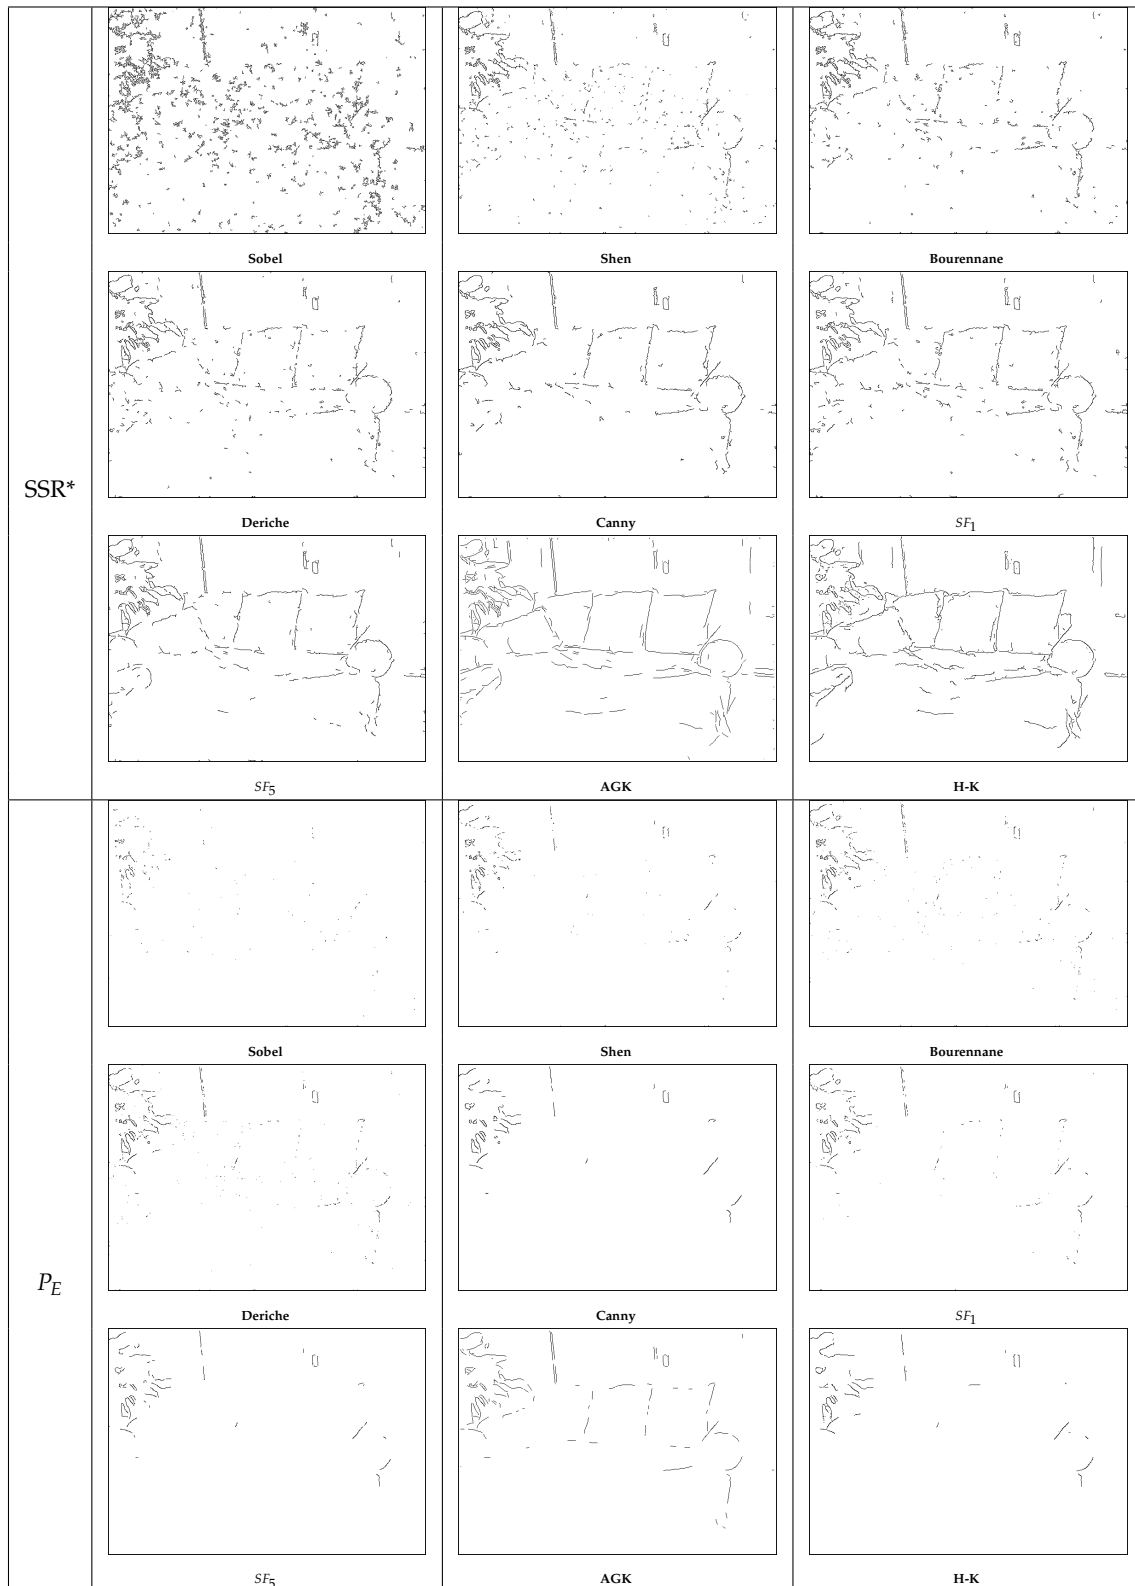 Sobel Shen Bourennane
SSR*
Deriche Canny SF1
SF5 AGK H-K
Sobel Shen Bourennane
PE
Deriche Canny SF1
SF5 AGK H-K